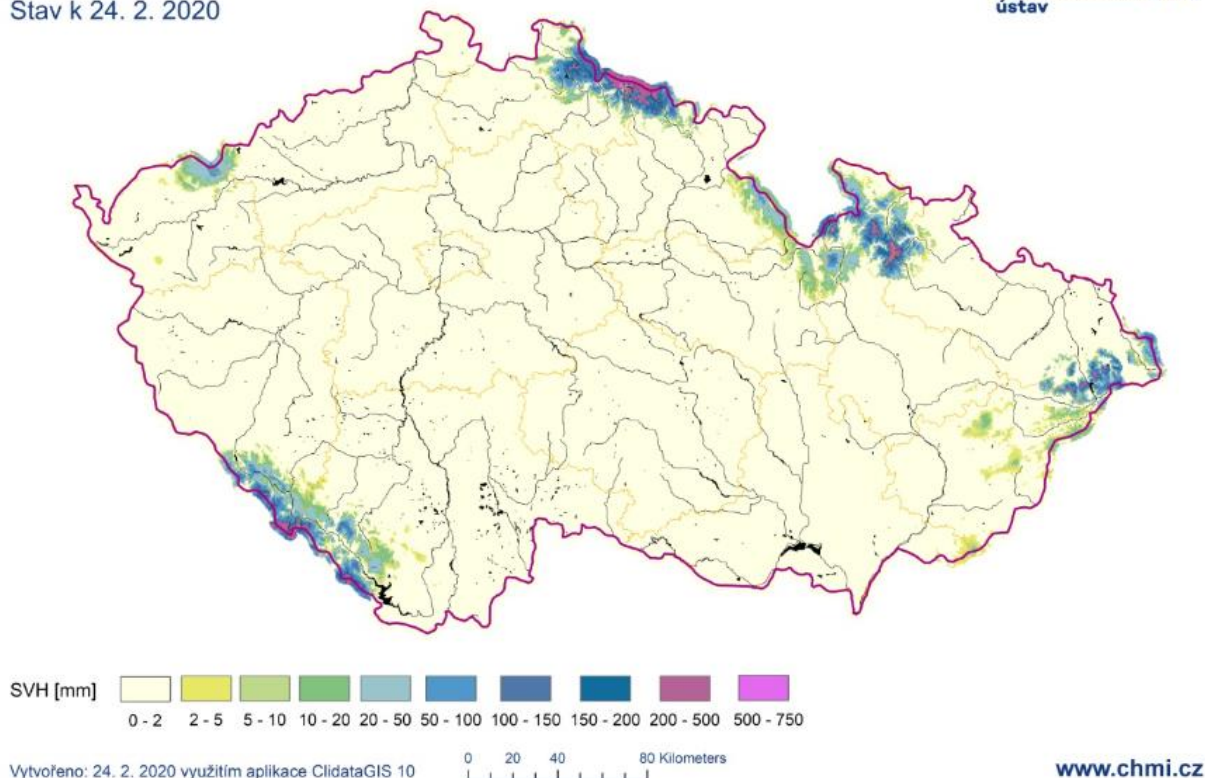 Stav k 24. 2. 2020
ústav
SVH [mm]
0 - 2 2 - 5 5 - 10 10 - 20 20 - 50 50 - 100 100 - 150 150 - 200 200 - 500 500 - 750
0 20 40 80 Kilometers
Vytvořeno: 24. 2. 2020 využitím aplikace ClidataGIS 10
www.chmi.cz